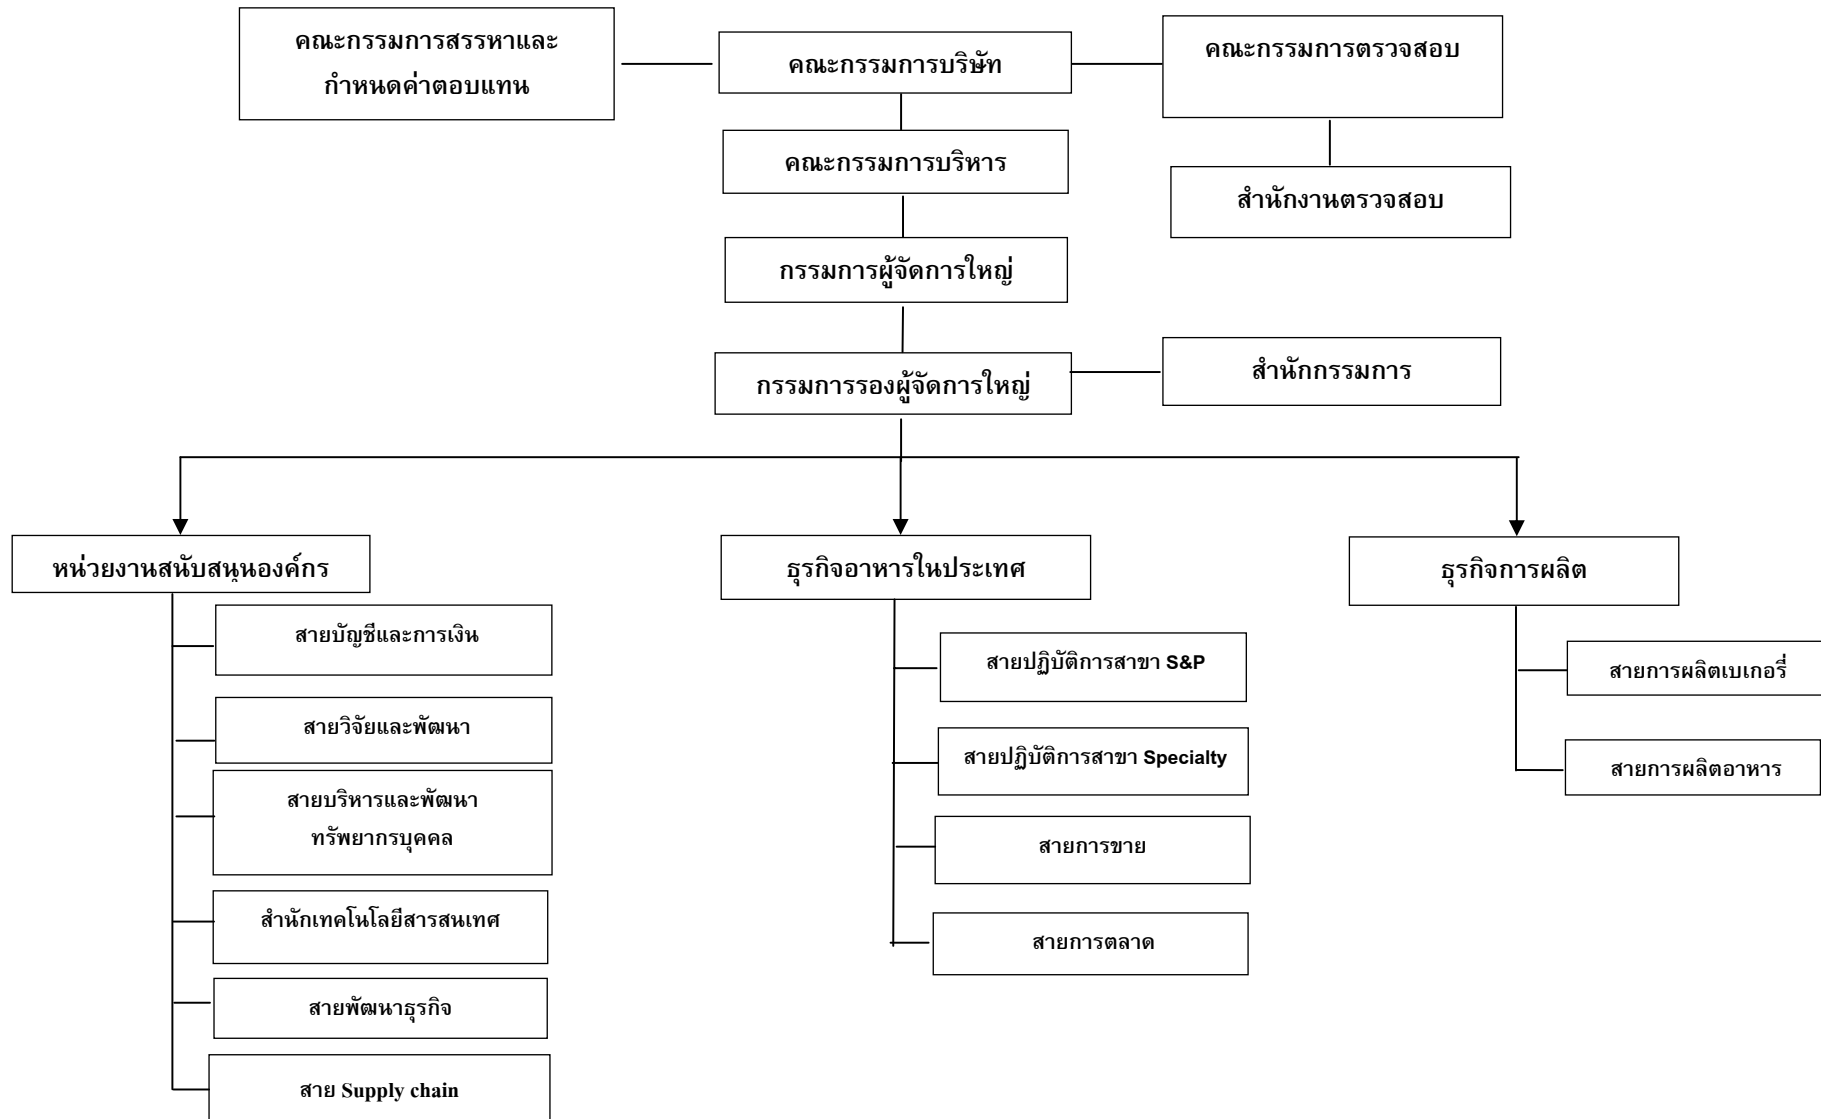 คณะกรรมการสรรหาและ
กำหนดค่าตอบแทน
คณะกรรมการบริษัท
คณะกรรมการตรวจสอบ
คณะกรรมการบริหาร
สำนักงานตรวจสอบ
กรรมการผู้จัดการใหญ่
กรรมการรองผู้จัดการใหญ่
สำนักกรรมการ
หน่วยงานสนับสนุนองค์กร
สายบัญชีและการเงิน
สายวิจัยและพัฒนา
สายบริหารและพัฒนา
ทรัพยากรบุคคล
สำนักเทคโนโลยีสารสนเทศ
สายพัฒนาธุรกิจ
สาย Supply chain
ธุรกิจอาหารในประเทศ
สายปฏิบัติการสาขา S&P
สายปฏิบัติการสาขา Specialty
สายการขาย
สายการตลาด
ธุรกิจการผลิต
สายการผลิตเบเกอรี่
สายการผลิตอาหาร